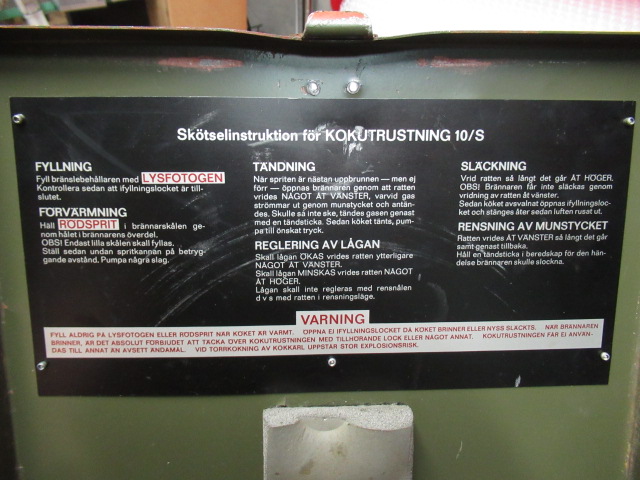 Skötselinstruktion för KOKUTRUSTNING 10/S
FYLLNING
Fyll bränslebehållaren med LYSFOTOGEN
Kontrollera sedan att ifyllningslocket är till-
slutet.
FÖRVÄRMNING
Häll RÖDSPRIT i brännarskålen ge-
nom hålet i brännarens överdel.
OBS! Endast lilla skålen skall fyllas.
Ställ sedan undan spritkannan på betryg-
gande avstånd. Pumpa några slag.
TÄNDNING
När spriten är nästan uppbrunnen — men ej
förr — öppnas brännaren genom att ratten
vrides NÅGOT ÅT VÄNSTER, varvid gas
strömmar ut genom munstycket och antän-
des. Skulle så inte ske, tändes gasen genast
med en tändsticka. Sedan köket tänts, pum-
pa till önskat tryck.
REGLERING AV LÅGAN
Skall lågan ÖKAS vrides ratten ytterligare
NÅGOT ÅT VÄNSTER.
Skall lågan MINSKAS vrides ratten NÅGOT
ÅT HÖGER.
Lågan skall inte regleras med rensnålen
d v s med ratten i rensningsläge.
SLÄCKNING
Vrid ratten så långt det går ÅT HÖGER.
OBS! Brännaren får inte släckas genom
vridning av ratten åt vänster.
Sedan köket avsvalnat öppnas ifyllningsloc-
ket och stänges åter sedan luften rusat ut.
RENSNING AV MUNSTYCKET
Ratten vrides ÅT VÄNSTER så långt det går
samt genast tillbaka.
Håll en tändsticka i beredskap för den hän-
delse brännaren skulle slockna.
VARNING
FYLL ALDRIG PÅ LYSFOTOGEN ELLER RÖDSPRIT NÄR KÖKET ÄR VARMT. ÖPPNA EJ IFYLLNINGSLOCKET DÅ KÖKET BRINNER ELLER NYSS SLÄCKTS. NÄR BRÄNNAREN
BRINNER, ÄR DET ABSOLUT FÖRBJUDET ATT TÄCKA ÖVER KOKUTRUSTNINGEN MED TILLHÖRANDE LOCK ELLER NÅGOT ANNAT. KOKUTRUSTNINGEN FÅR EJ ANVÄN-
DAS TILL ANNAT ÄN AVSETT ÄNDAMÅL. VID TORRKOKNING AV KOKKÄRL UPPSTÅR STOR EXPLOSIONSRISK.